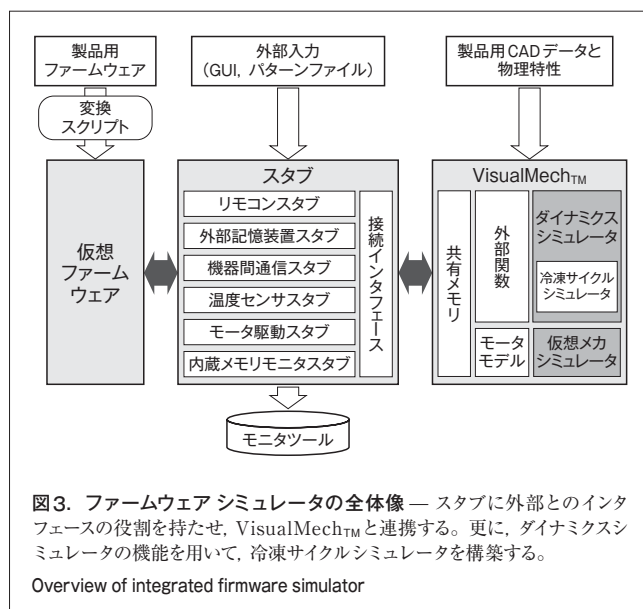 製品用
ファームウェア
外部入力
(GUI, パターンファイル)
製品用CADデータと
物理特性
変換
スクリプト
仮想
ファーム
ウェア
スタブ
リモコンスタブ
外部記憶装置スタブ
機器間通信スタブ
温度センサスタブ
モータ駆動スタブ
内蔵メモリモニタスタブ
接続インタフェース
VisualMechTM
共有メモリ
外部関数
ダイナミクス
シミュレータ
冷凍サイクル
シミュレータ
モータ
モデル
仮想メカ
シミュレータ
モニタツール
図3. ファームウェア シミュレータの全体像 — スタブに外部とのインタ
フェースの役割を持たせ, VisualMechTMと連携する。更に, ダイナミクスシ
ミュレータの機能を用いて, 冷凍サイクルシミュレータを構築する。
Overview of integrated firmware simulator